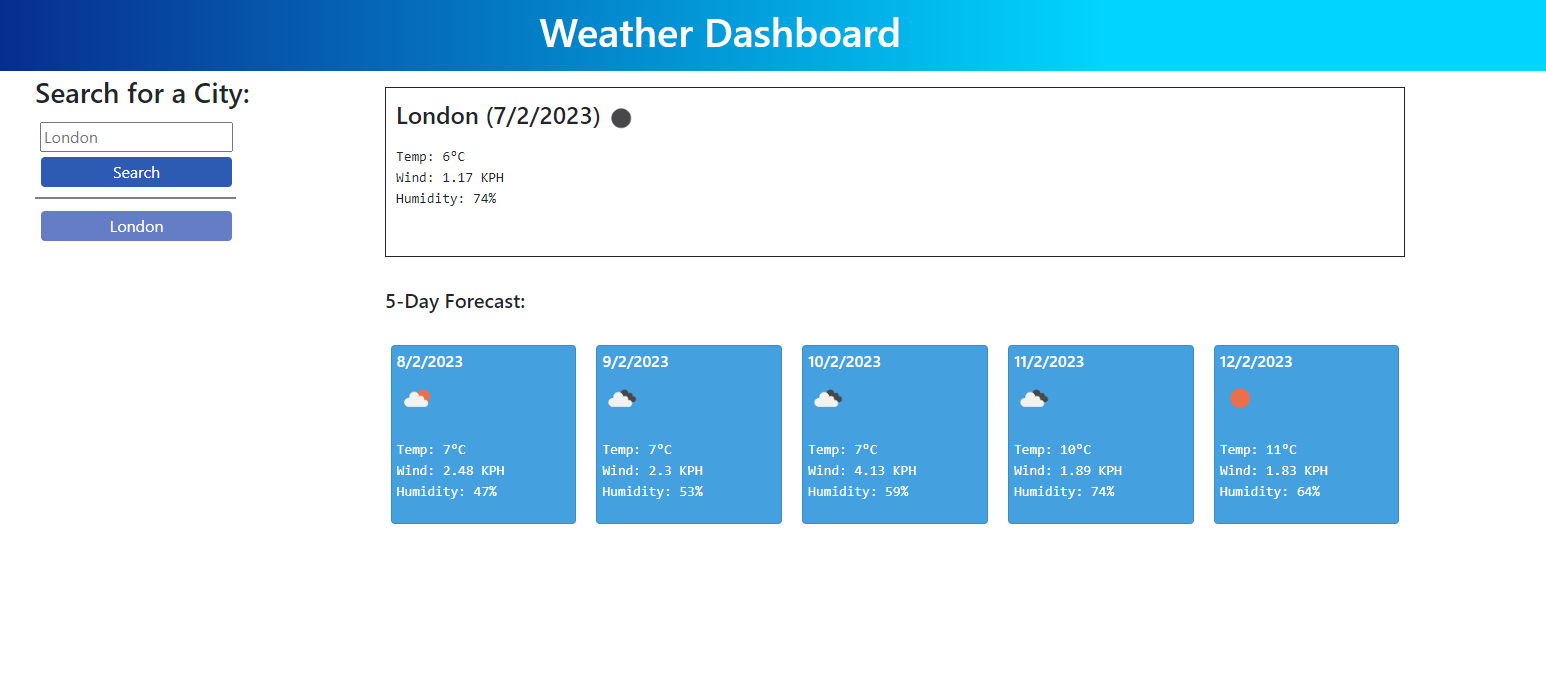 Weather Dashboard
Search for a City:
London
Search
London
London (7/2/2023)
Temp: 6°C
Wind: 1.17 KPH
Humidity: 74%
5-Day Forecast:
8/2/2023
Temp: 7°C
Wind: 2.48 KPH
Humidity: 47%
9/2/2023
Temp: 7°C
Wind: 2.3 KPH
Humidity: 53%
10/2/2023
Temp: 7°C
Wind: 4.13 KPH
Humidity: 59%
11/2/2023
Temp: 10°C
Wind: 1.89 KPH
Humidity: 74%
12/2/2023
Temp: 11°C
Wind: 1.83 KPH
Humidity: 64%